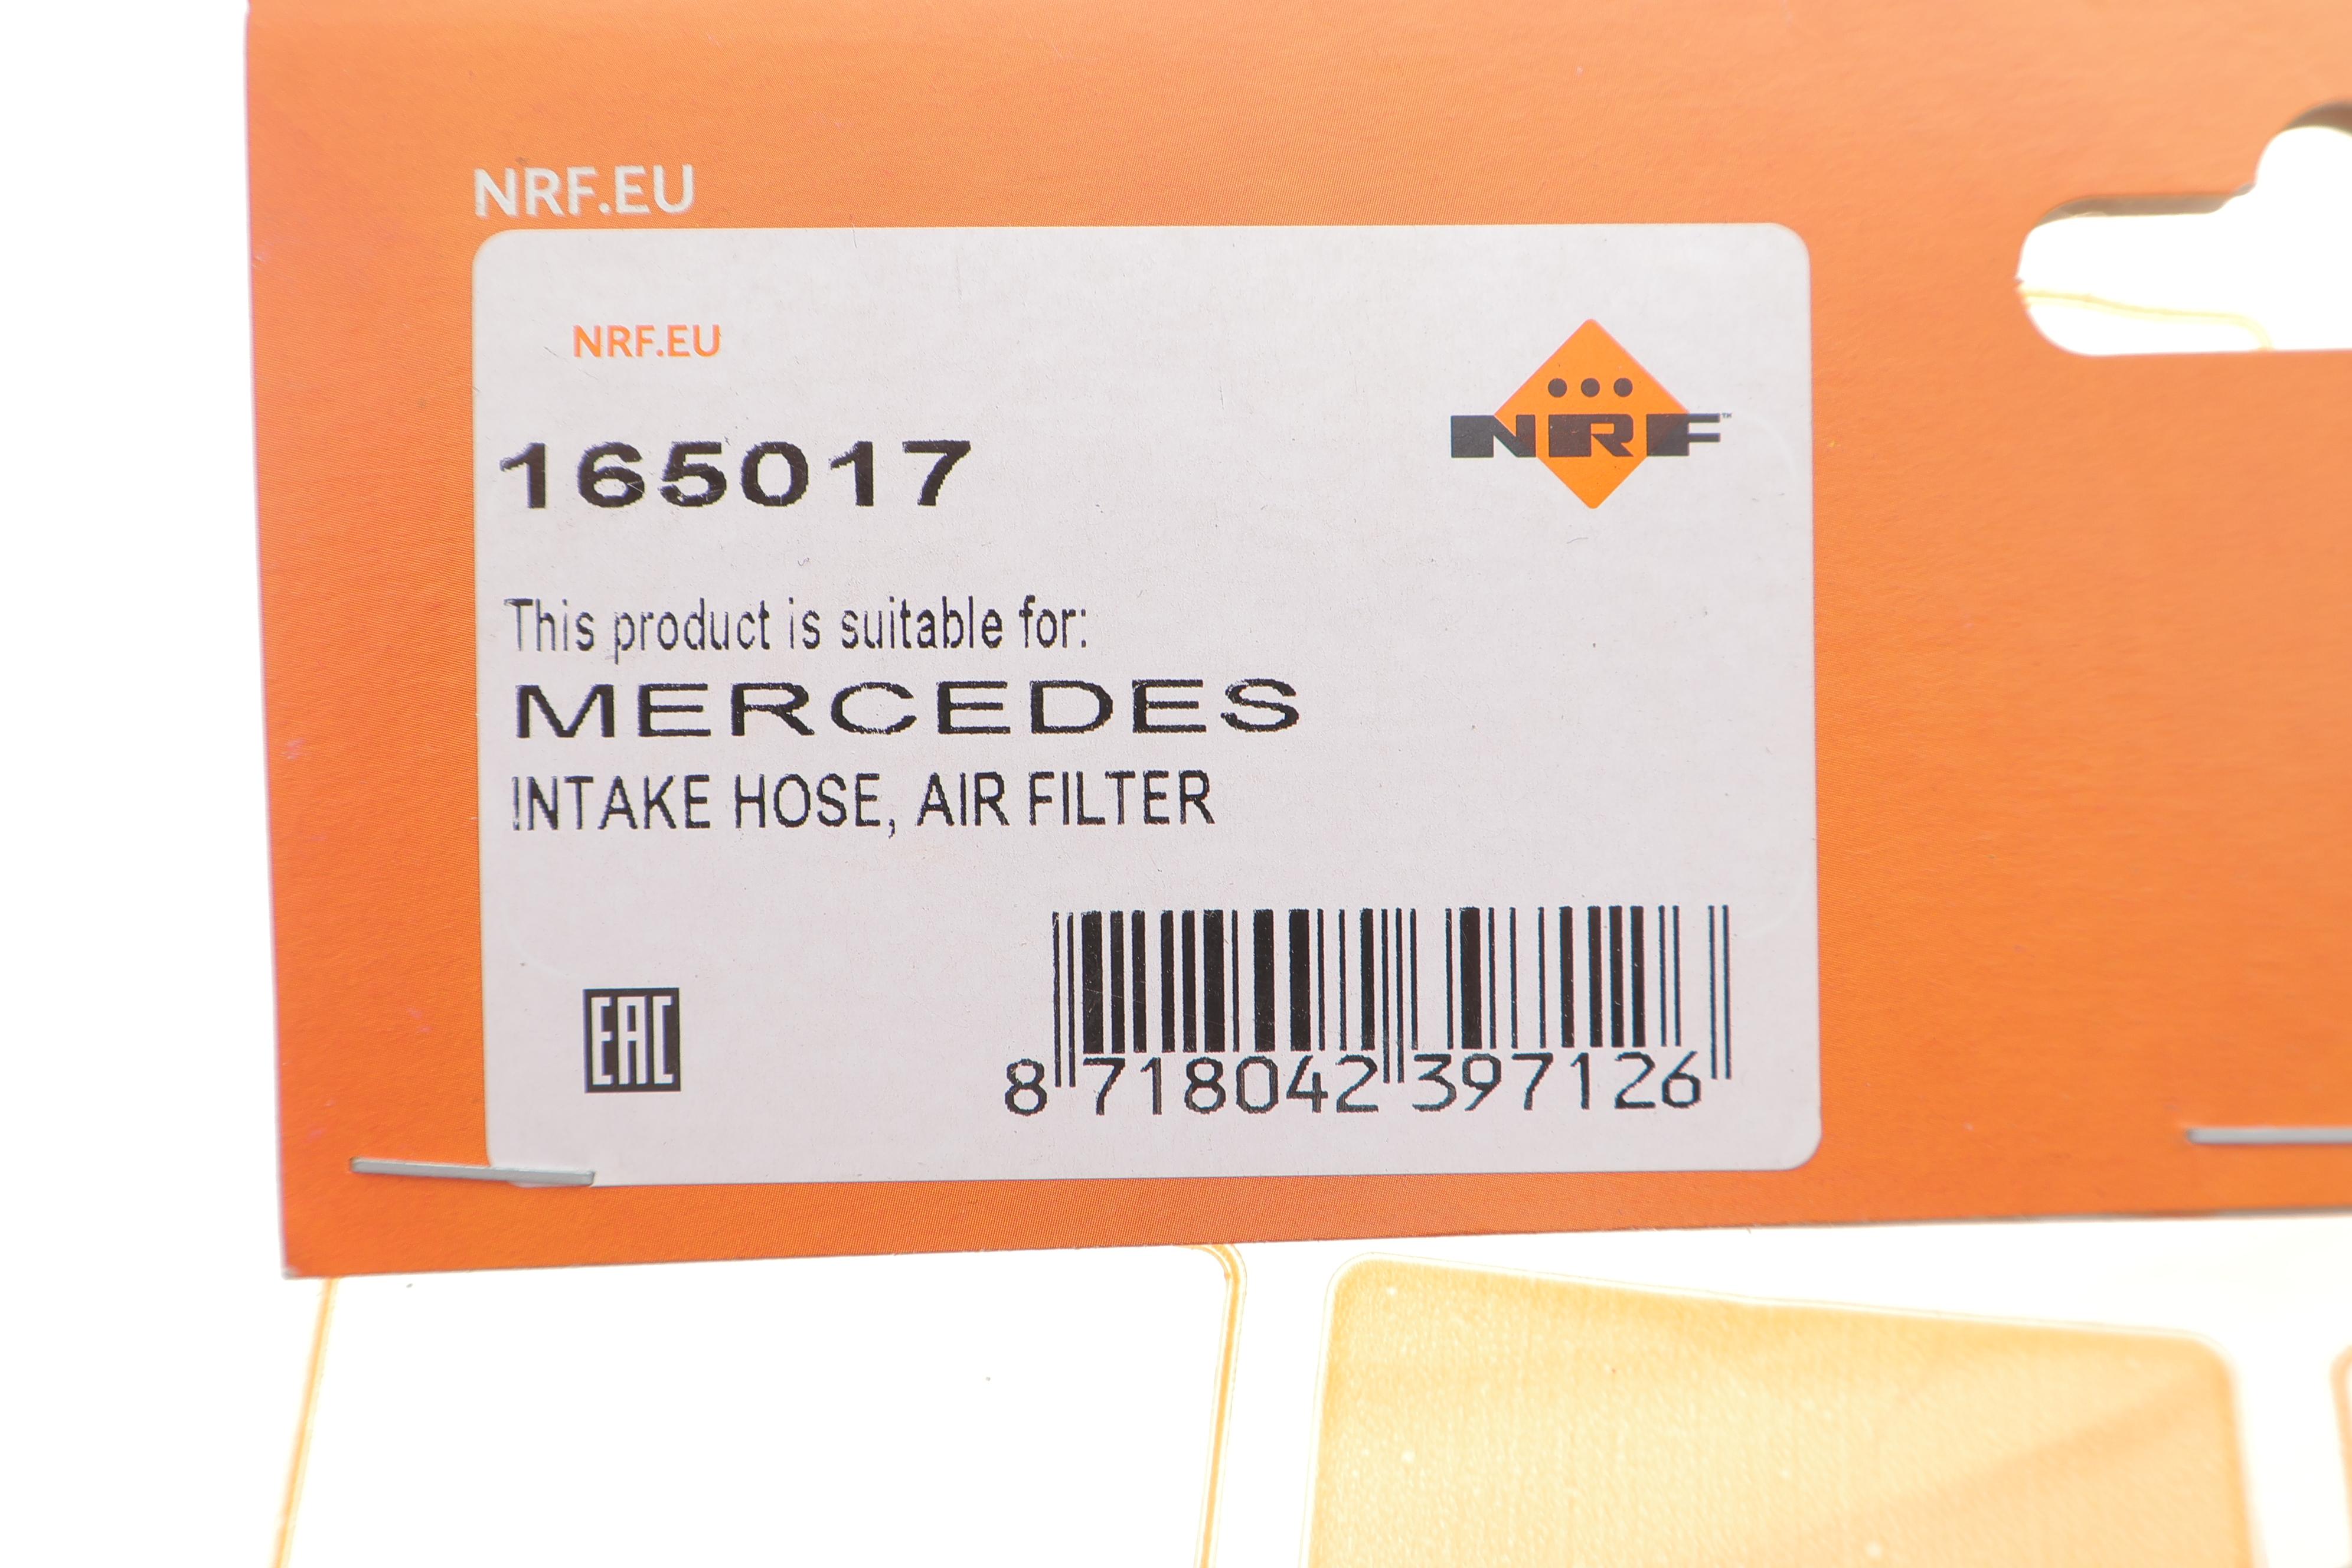 NRF.EU
NRF.EU
NRF™
165017
This product is suitable for:
MERCEDES
INTAKE HOSE, AIR FILTER
EAC
8 718042 397126